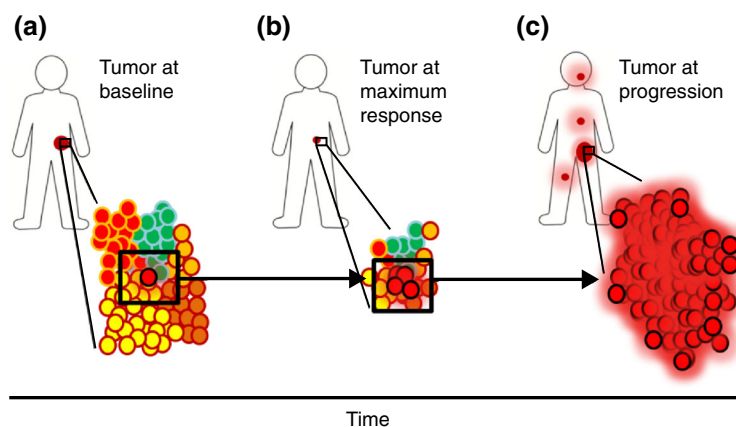 (a)
Tumor at
baseline
(b)
Tumor at
maximum
response
(c)
Tumor at
progression
Time